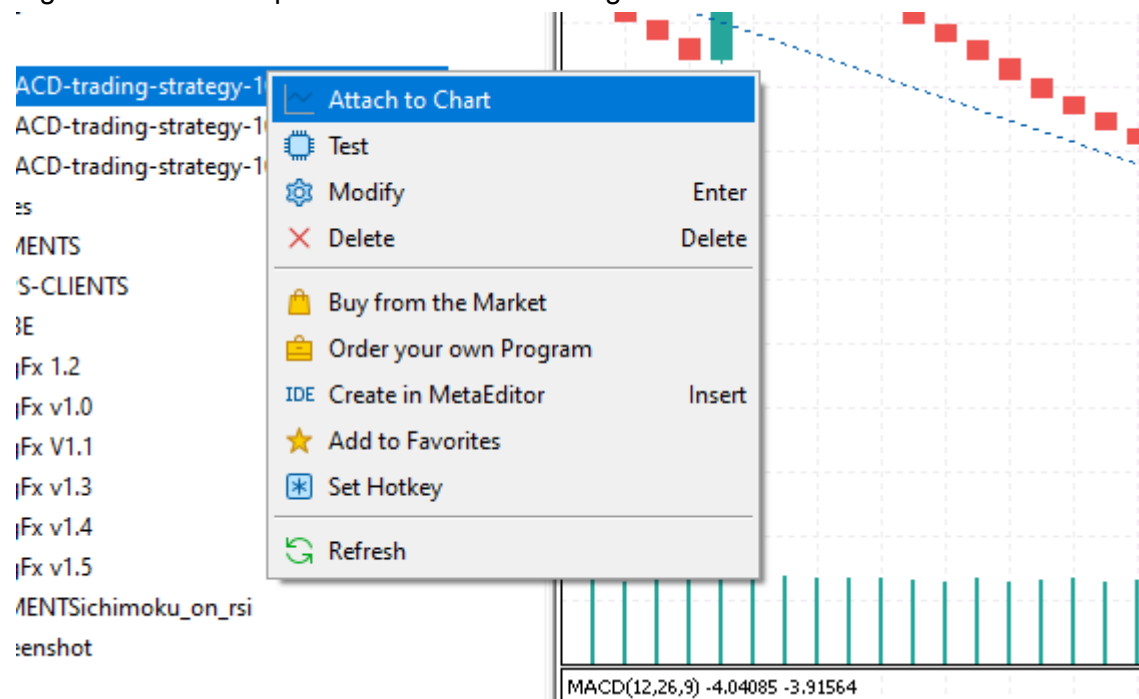 ACD-trading-strategy-1
ACD-trading-strategy-1
ACD-trading-strategy-1
es
MENTS
S-CLIENTS
BE
Fx 1.2
Fx v1.0
Fx V1.1
Fx v1.3
Fx v1.4
Fx v1.5
MENTSichimoku_on_rsi
eenshot
Attach to Chart
Test
Modify Enter
Delete Delete
Buy from the Market
Order your own Program
IDE Create in MetaEditor Insert
Add to Favorites
Set Hotkey
Refresh
MACD(12,26,9) -4.04085 -3.91564